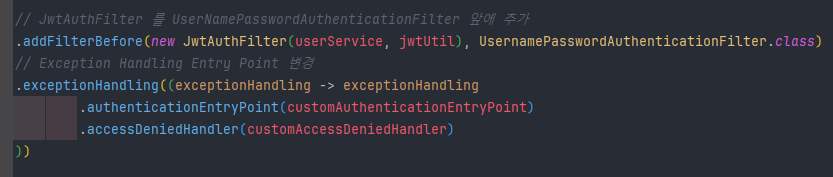 // JwtAuthFilter 를 UserNamePasswordAuthenticationFilter 앞에 추가
.addFilterBefore(new JwtAuthFilter(userService, jwtUtil), UsernamePasswordAuthenticationFilter.class)
// Exception Handling Entry Point 변경
.exceptionHandling((exceptionHandling -> exceptionHandling
.authenticationEntryPoint(customAuthenticationEntryPoint)
.accessDeniedHandler(customAccessDeniedHandler)
))